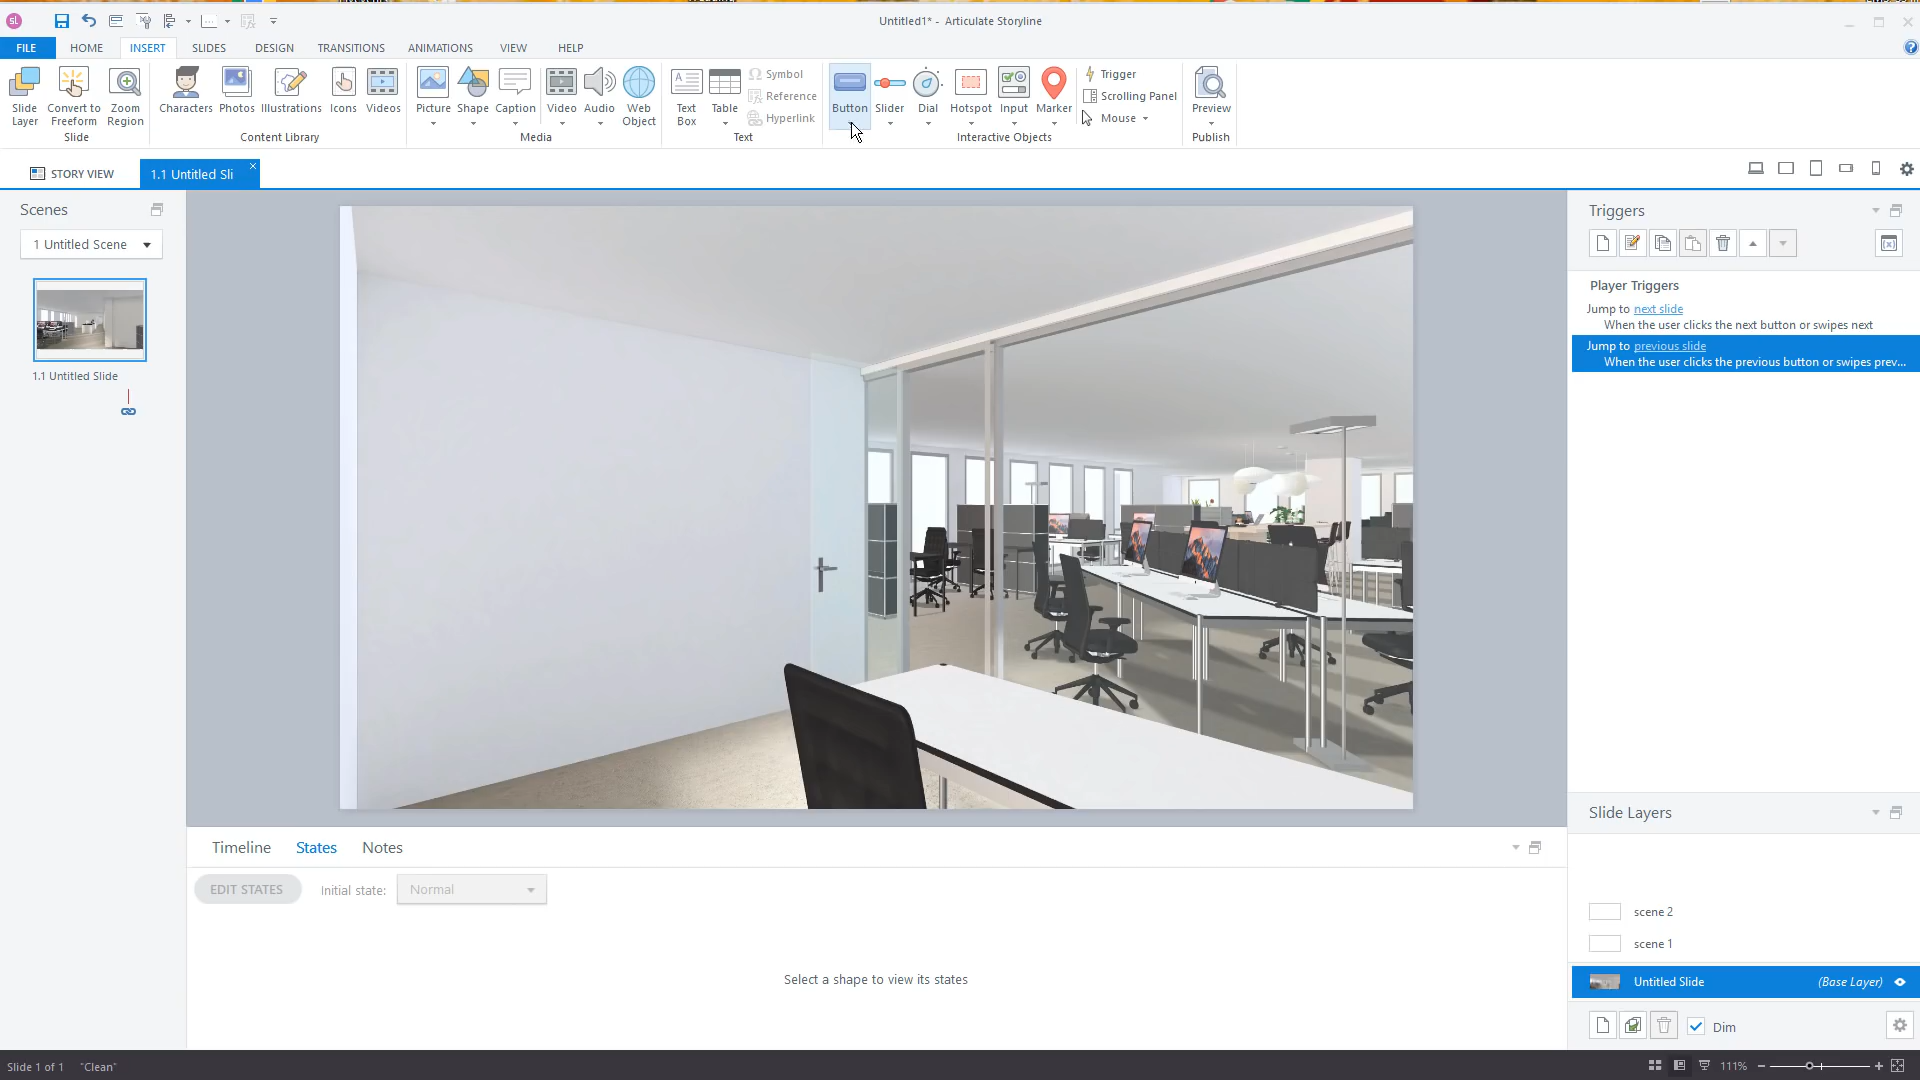 sl
Untitled1* - Articulate Storyline
FILE HOME INSERT SLIDES DESIGN TRANSITIONS ANIMATIONS VIEW HELP
Slide Layer
Convert to Freeform
Zoom Region
Slide
Characters
Photos
Illustrations
Icons
Videos
Content Library
Picture
Shape
Caption
Video
Audio
Web Object
Media
Text Box
Table
Symbol
Reference
Hyperlink
Text
Button
Slider
Dial
Hotspot
Input
Marker
Trigger
Scrolling Panel
Mouse
Interactive Objects
Preview
Publish
STORY VIEW
1.1 Untitled Sli
Scenes
1 Untitled Scene
1.1 Untitled Slide
Triggers
Player Triggers
Jump to next slide
When the user clicks the next button or swipes next
Jump to previous slide
When the user clicks the previous button or swipes prev...
Timeline States Notes
EDIT STATES Initial state: Normal
Select a shape to view its states
Slide Layers
scene 2
scene 1
Untitled Slide (Base Layer)
Dim
Slide 1 of 1 "Clean"
111%